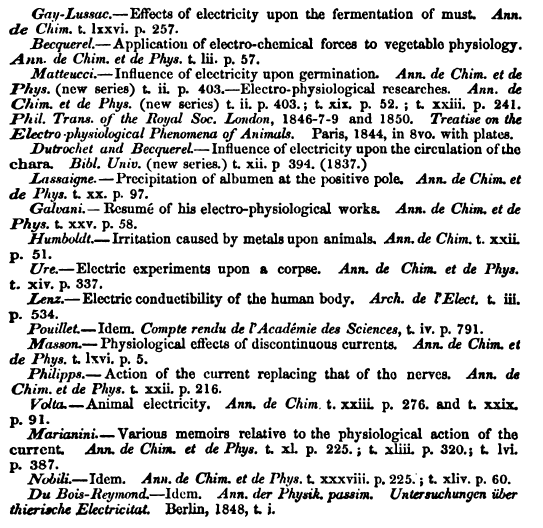 Gay-Lussac.—Effects of electricity upon the fermentation of must. Ann.
de Chim. t. lxxvi. p. 257.
Becquerel.—Application of electro-chemical forces to vegetable physiology.
Ann. de Chim. et de Phys. t. lii. p. 57.
Matteucci.—Influence of electricity upon germination. Ann. de Chim. et de
Phys. (new series) t. ii. p. 403.—Electro-physiological researches. Ann. de
Chim. et de Phys. (new series) t. ii. p. 403.; t. xix. p. 52. ; t. xxiii. p. 241.
Phil. Trans. of the Royal Soc. London, 1846-7-9 and 1850. Treatise on the
Electro-physiological Phenomena of Animals. Paris, 1844, in 8vo. with plates.
Dutrochet and Becquerel.—Influence of electricity upon the circulation of the
chara. Bibl. Univ. (new series.) t. xii. p 394. (1837.)
Lassaigne.—Precipitation of albumen at the positive pole. Ann. de Chim. et
de Phys. t. xx. p. 97.
Galvani.—Resumé of his electro-physiological works. Ann. de Chim. et de
Phys. t. xxv. p. 58.
Humboldt.—Irritation caused by metals upon animals. Ann. de Chim. t. xxii.
p. 51.
Ure.—Electric experiments upon a corpse. Ann. de Chim. et de Phys.
t. xiv. p. 337.
Lenz.—Electric conductibility of the human body. Arch. de l'Elect. t. iii.
p. 534.
Pouillet.—Idem. Compte rendu de l'Académie des Sciences, t. iv. p. 791.
Masson.—Physiological effects of discontinuous currents. Ann. de Chim. et
de Phys. t. lxvi. p. 5.
Philipps.—Action of the current replacing that of the nerves. Ann. de
Chim. et de Phys. t. xxii. p. 216.
Volta.—Animal electricity. Ann. de Chim. t. xxiii. p. 276. and t. xxix.
p. 91.
Marianini.—Various memoirs relative to the physiological action of the
current. Ann. de Chim. et de Phys. t. xl. p. 225. ; t. xliii. p. 320.; t. lvi.
p. 387.
Nobili.—Idem. Ann. de Chim. et de Phys. t. xxxviii. p. 225. ; t. xliv. p. 60.
Du Bois-Reymond.—Idem. Ann. der Physik, passim. Untersuchungen über
thierische Electricitat. Berlin, 1848, t. i.